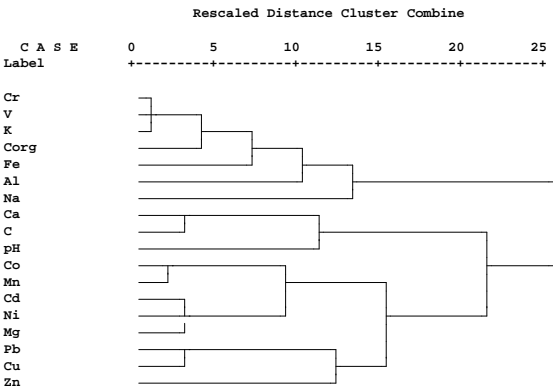 Rescaled Distance Cluster Combine
C A S E 0 5 10 15 20 25
Label +---------+---------+---------+---------+---------+
Cr
V
K
Corg
Fe
Al
Na
Ca
C
pH
Co
Mn
Cd
Ni
Mg
Pb
Cu
Zn